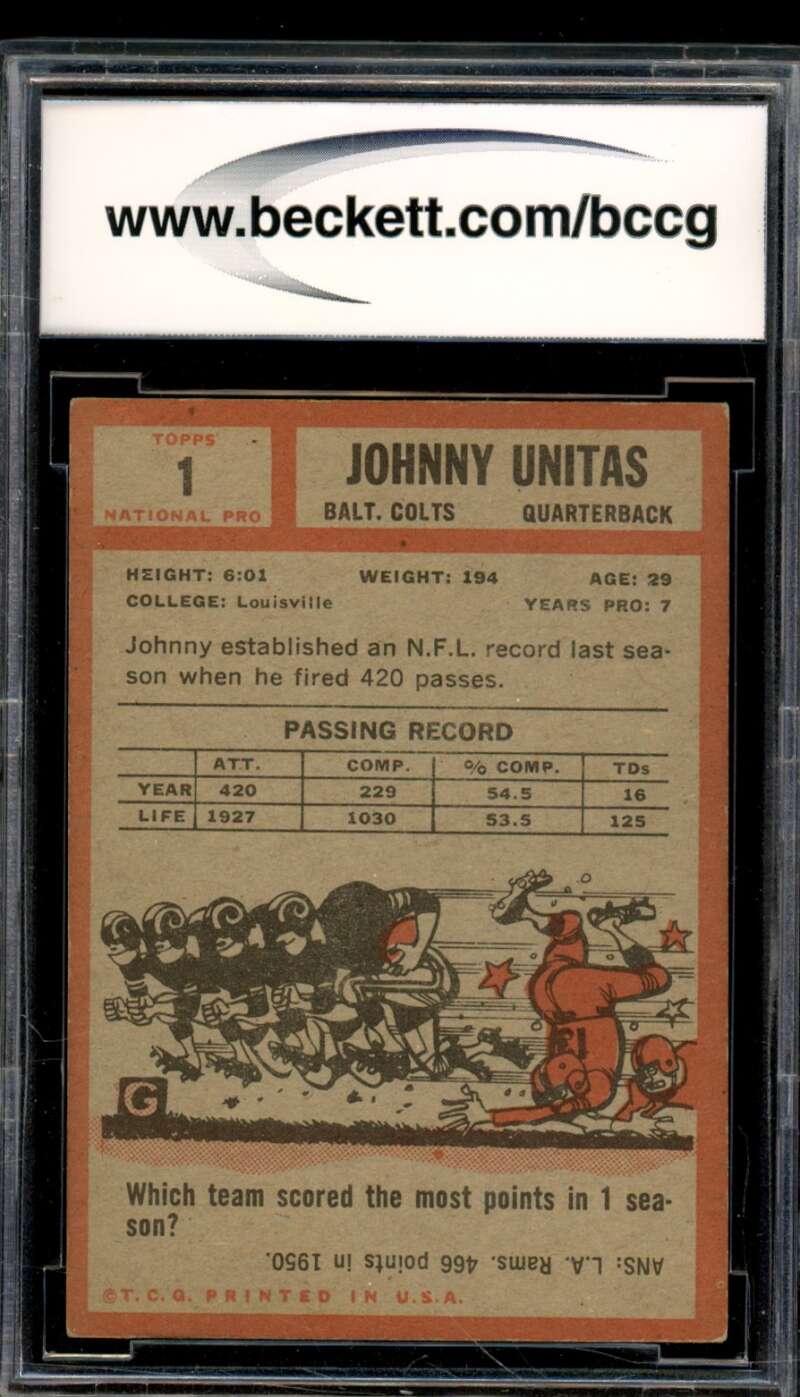 www.beckett.com/bccg
TOPPS
1
NATIONAL PRO
JOHNNY UNITAS
BALT. COLTS QUARTERBACK
HEIGHT: 6:01 WEIGHT: 194 AGE: 29
COLLEGE: Louisville YEARS PRO: 7
Johnny established an N.F.L. record last sea-
son when he fired 420 passes.
PASSING RECORD
ATT. COMP. % COMP. TDs
YEAR 420 229 54.5 16
LIFE 1927 1030 53.5 125
13
G
Which team scored the most points in 1 sea-
son?
ANS: L.A. Rams. 466 points in 1950.
©T.C.G. PRINTED IN U.S.A.